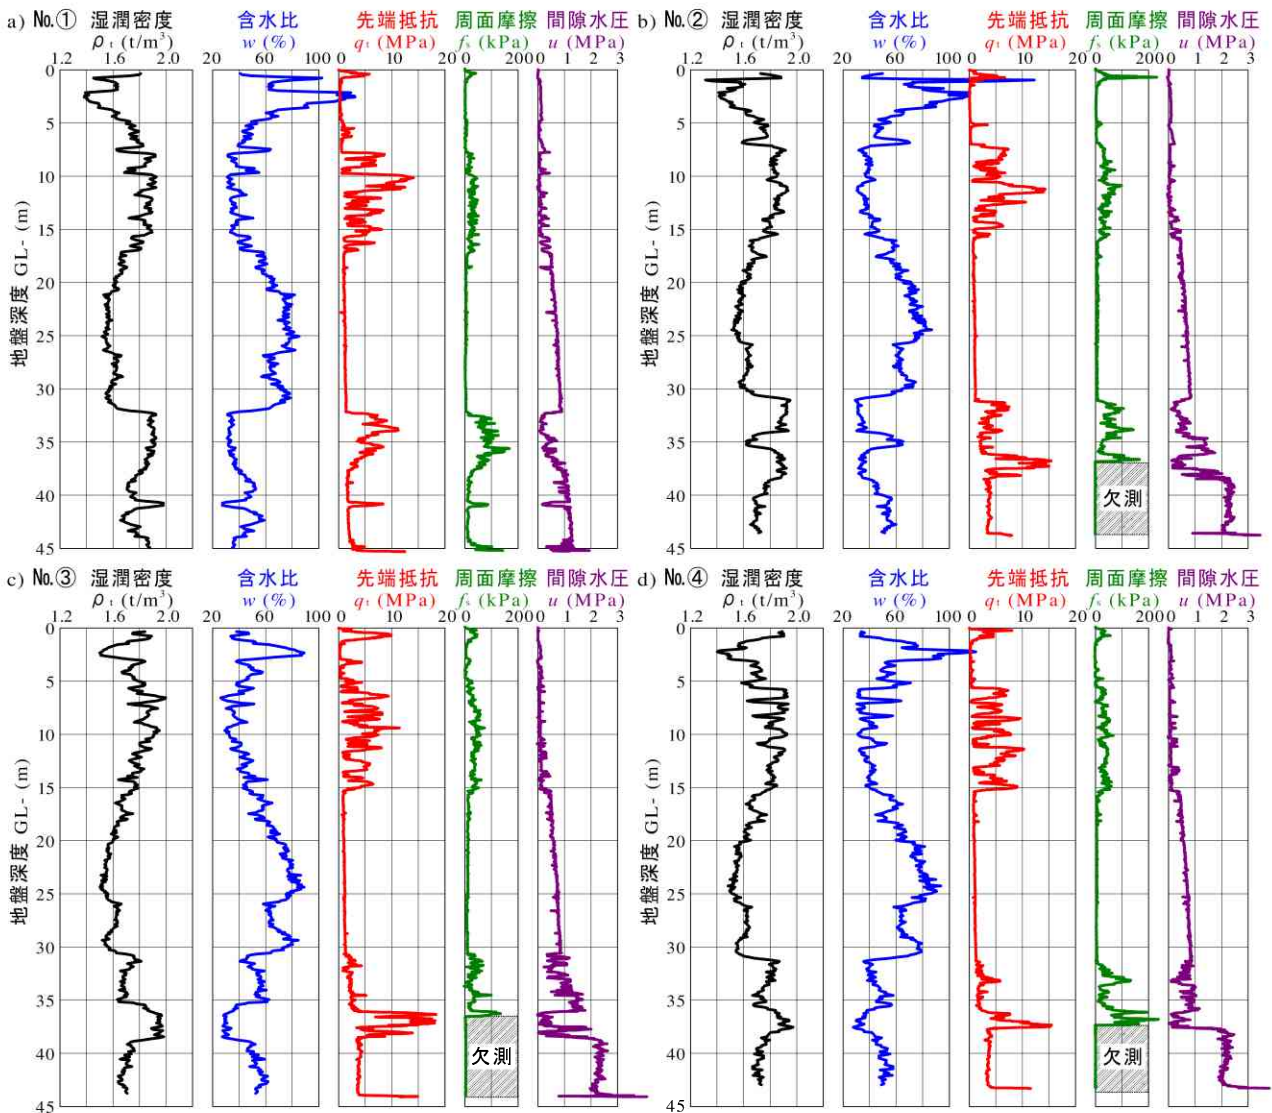 a) No.① 湿潤密度 含水比 先端抵抗 周面摩擦 間隙水圧
ρt (t/m³) w (%) qt (MPa) fs (kPa) u (MPa)
1.2 1.6 2.0 20 60 100 0 10 20 0 200 0 1 2 3
0
5
10
15
20
25
30
35
40
45
地盤深度 GL- (m)
b) No.② 湿潤密度 含水比 先端抵抗 周面摩擦 間隙水圧
ρt (t/m³) w (%) qt (MPa) fs (kPa) u (MPa)
1.2 1.6 2.0 20 60 100 0 10 20 0 200 0 1 2 3
0
5
10
15
20
25
30
35
40
45
地盤深度 GL- (m)
欠測
c) No.③ 湿潤密度 含水比 先端抵抗 周面摩擦 間隙水圧
ρt (t/m³) w (%) qt (MPa) fs (kPa) u (MPa)
1.2 1.6 2.0 20 60 100 0 10 20 0 200 0 1 2 3
0
5
10
15
20
25
30
35
40
45
地盤深度 GL- (m)
欠測
d) No.④ 湿潤密度 含水比 先端抵抗 周面摩擦 間隙水圧
ρt (t/m³) w (%) qt (MPa) fs (kPa) u (MPa)
1.2 1.6 2.0 20 60 100 0 10 20 0 200 0 1 2 3
0
5
10
15
20
25
30
35
40
45
地盤深度 GL- (m)
欠測